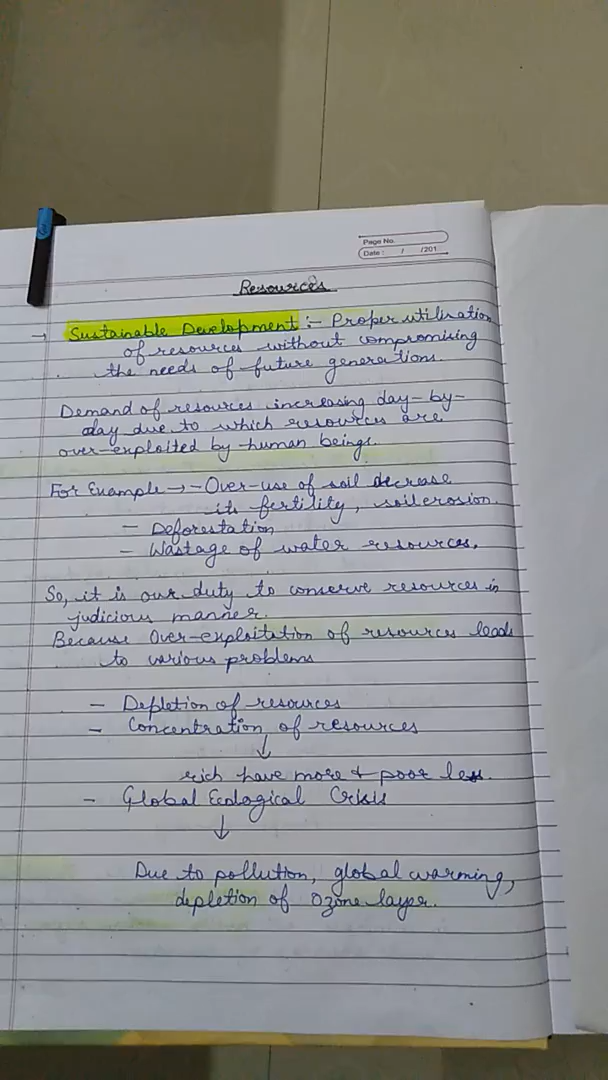 Page No.
Date : / /201
Resources
→ Sustainable Development :- Proper utilisation
of resources without compromising
the needs of future generations.
Demand of resources increasing day-by-
day due to which resources are
over-exploited by human beings.
For Example → - Over-use of soil decrease
its fertility, soil erosion.
- Deforestation
- Wastage of water resources.
So, it is our duty to conserve resources in
judicious manner.
Because Over-exploitation of resources leads
to various problems
- Depletion of resources
- Concentration of resources
↓
rich have more + poor less.
- Global Ecological Crisis
↓
Due to pollution, global warming,
depletion of Ozone layer.